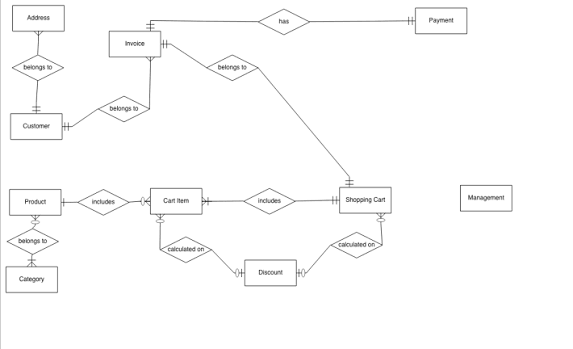 Address
has
Payment
Invoice
belongs to
belongs to
belongs to
Customer
Product
includes
Cart Item
includes
Shopping Cart
Management
belongs to
calculated on
calculated on
Category
Discount